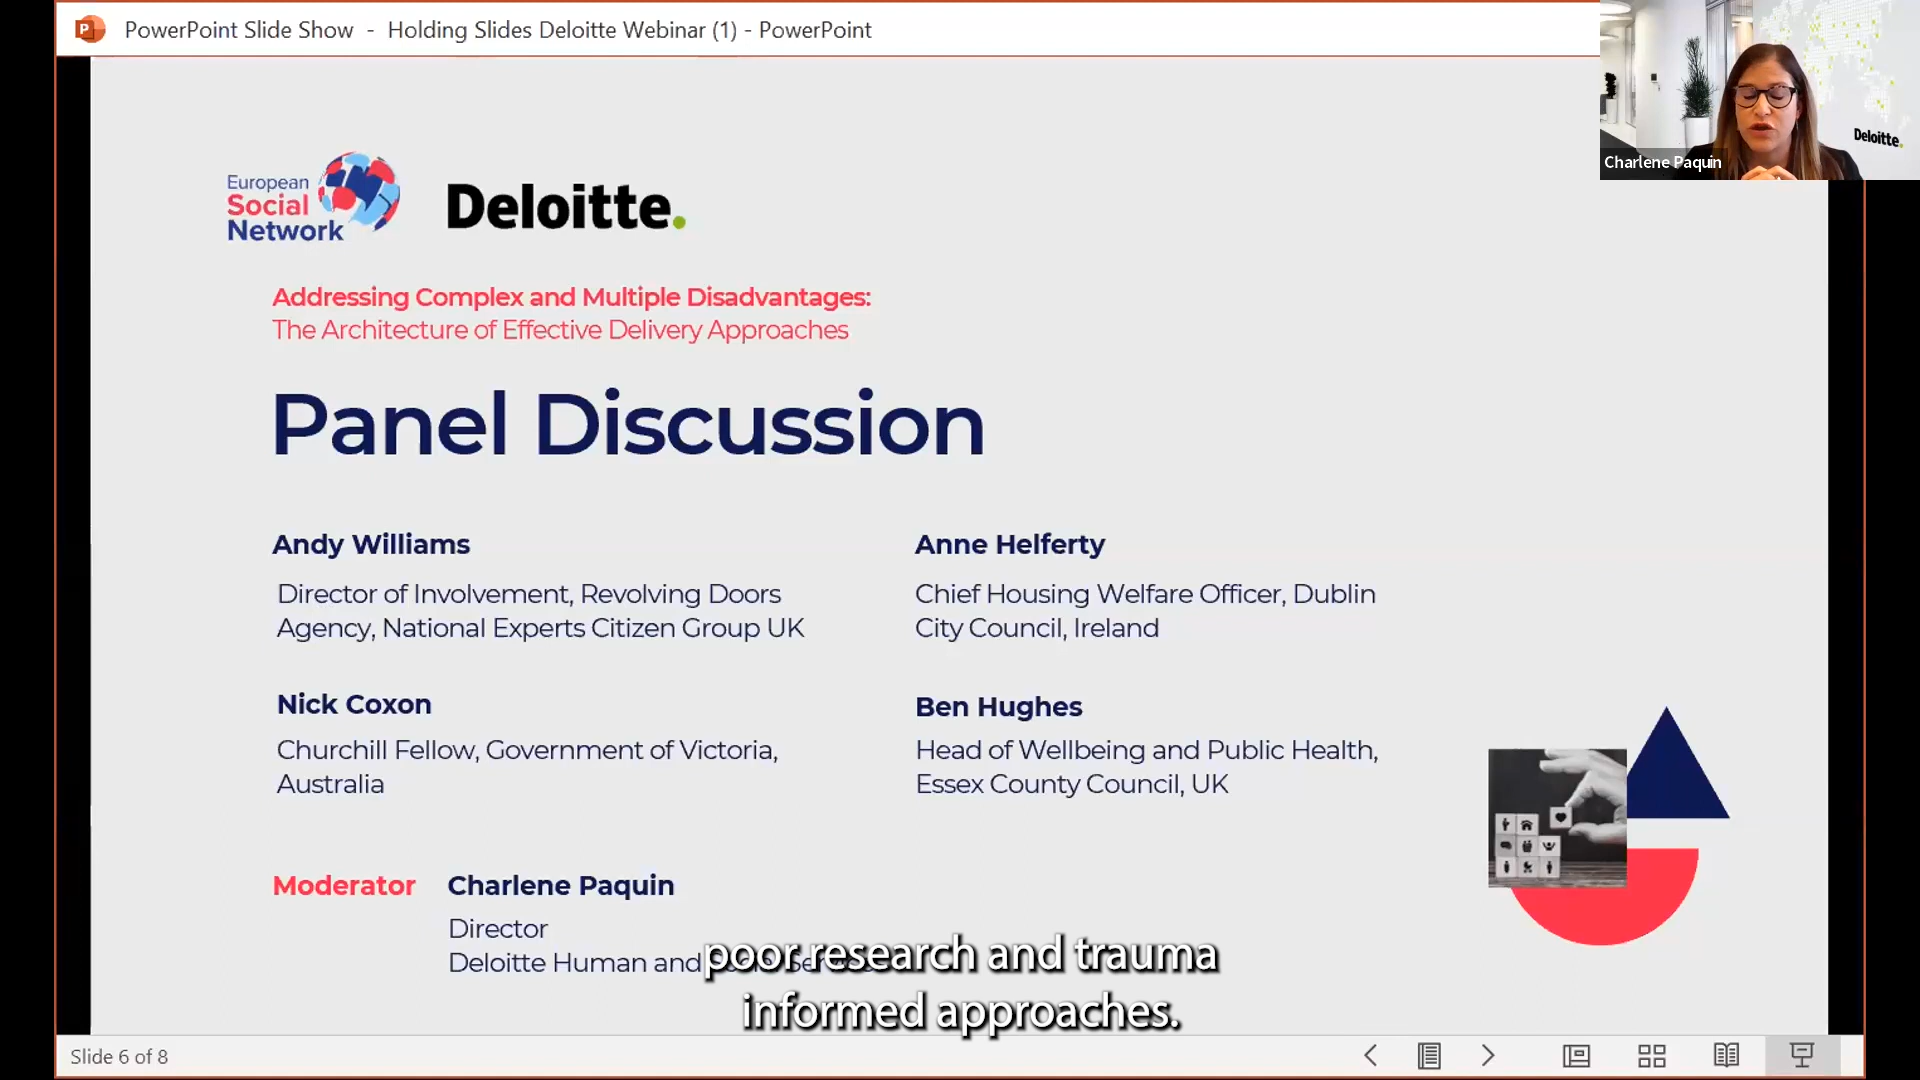 PowerPoint Slide Show - Holding Slides Deloitte Webinar (1) - PowerPoint
Deloitte.
Charlene Paquin
European
Social
Network
Deloitte.
Addressing Complex and Multiple Disadvantages:
The Architecture of Effective Delivery Approaches
Panel Discussion
Andy Williams
Director of Involvement, Revolving Doors
Agency, National Experts Citizen Group UK
Anne Helferty
Chief Housing Welfare Officer, Dublin
City Council, Ireland
Nick Coxon
Churchill Fellow, Government of Victoria,
Australia
Ben Hughes
Head of Wellbeing and Public Health,
Essex County Council, UK
Moderator Charlene Paquin
Director
Deloitte Human and
poor research and trauma
informed approaches.
Slide 6 of 8